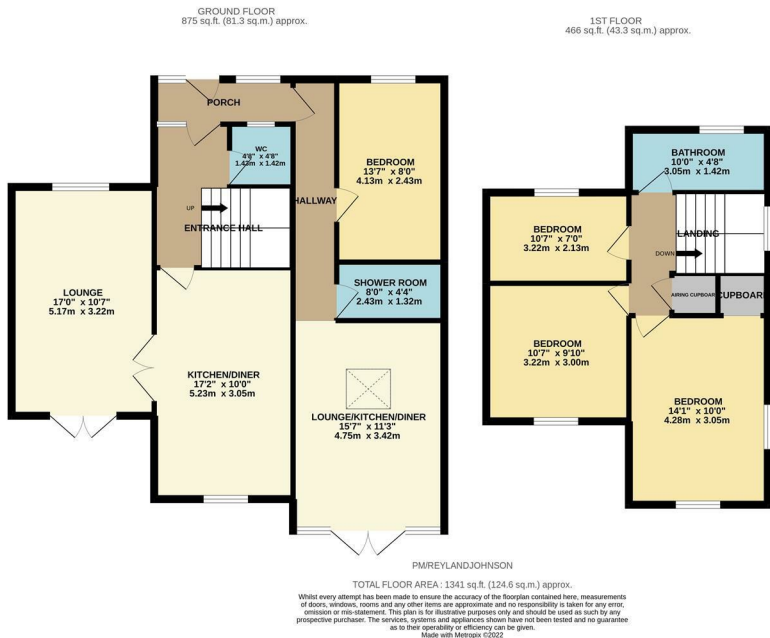 GROUND FLOOR
875 sq.ft. (81.3 sq.m.) approx.
PORCH
WC
4'8" x 4'8"
1.43m x 1.42m
BEDROOM
13'7" x 8'0"
4.13m x 2.43m
HALLWAY
UP
ENTRANCE HALL
LOUNGE
17'0" x 10'7"
5.17m x 3.22m
SHOWER ROOM
8'0" x 4'4"
2.43m x 1.32m
KITCHEN/DINER
17'2" x 10'0"
5.23m x 3.05m
LOUNGE/KITCHEN/DINER
15'7" x 11'3"
4.75m x 3.42m
1ST FLOOR
466 sq.ft. (43.3 sq.m.) approx.
BATHROOM
10'0" x 4'8"
3.05m x 1.42m
BEDROOM
10'7" x 7'0"
3.22m x 2.13m
LANDING
DOWN
AIRING CUPBOARD
CUPBOARD
BEDROOM
10'7" x 9'10"
3.22m x 3.00m
BEDROOM
14'1" x 10'0"
4.28m x 3.05m
PM/REYLANDJOHNSON
TOTAL FLOOR AREA : 1341 sq.ft. (124.6 sq.m.) approx.
Whilst every attempt has been made to ensure the accuracy of the floorplan contained here, measurements
of doors, windows, rooms and any other items are approximate and no responsibility is taken for any error,
omission or mis-statement. This plan is for illustrative purposes only and should be used as such by any
prospective purchaser. The services, systems and appliances shown have not been tested and no guarantee
as to their operability or efficiency can be given.
Made with Metropix ©2022